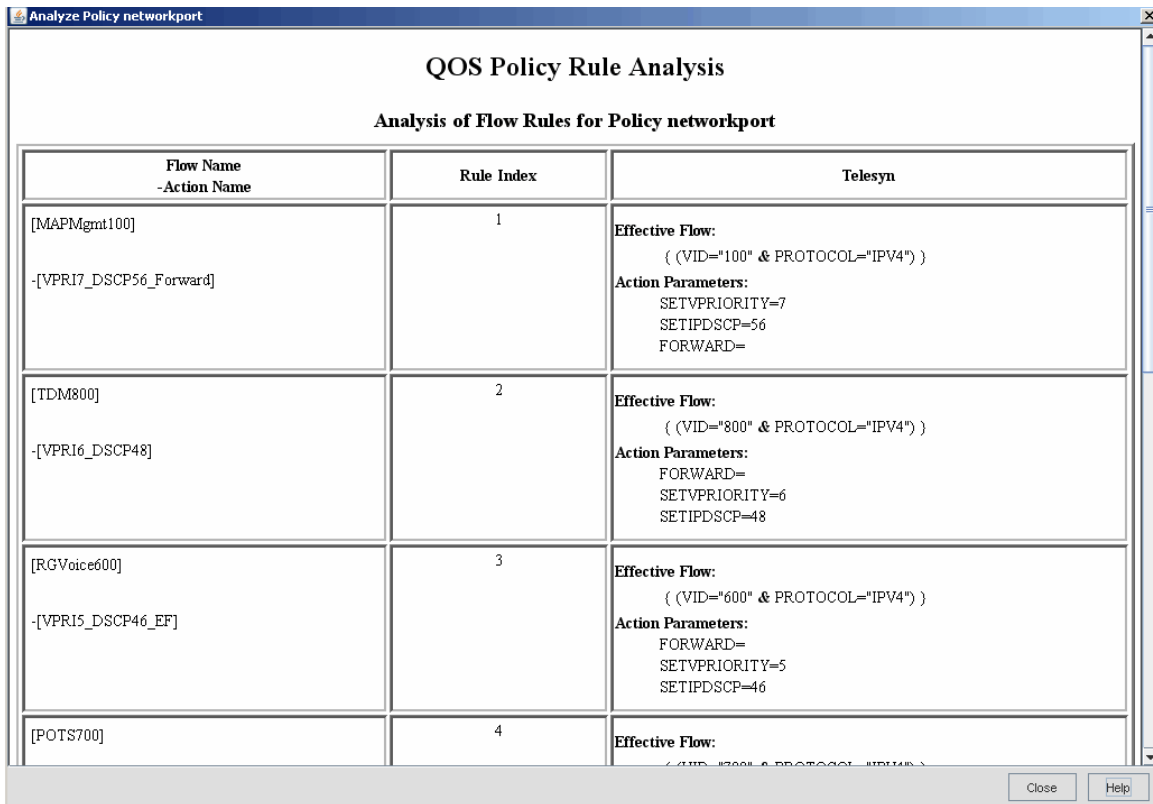 Analyze Policy networkport
QOS Policy Rule Analysis
Analysis of Flow Rules for Policy networkport
Flow Name
-Action Name
Rule Index
Telesyn
[MAPMgmt100]
-[VPRI7_DSCP56_Forward]
1
Effective Flow:
{ (VID="100" & PROTOCOL="IPV4") }
Action Parameters:
SETVPRIORITY=7
SETIPDSCP=56
FORWARD=
[TDM800]
-[VPRI6_DSCP48]
2
Effective Flow:
{ (VID="800" & PROTOCOL="IPV4") }
Action Parameters:
FORWARD=
SETVPRIORITY=6
SETIPDSCP=48
[RGVoice600]
-[VPRI5_DSCP46_EF]
3
Effective Flow:
{ (VID="600" & PROTOCOL="IPV4") }
Action Parameters:
FORWARD=
SETVPRIORITY=5
SETIPDSCP=46
[POTS700]
4
Effective Flow:
Close
Help